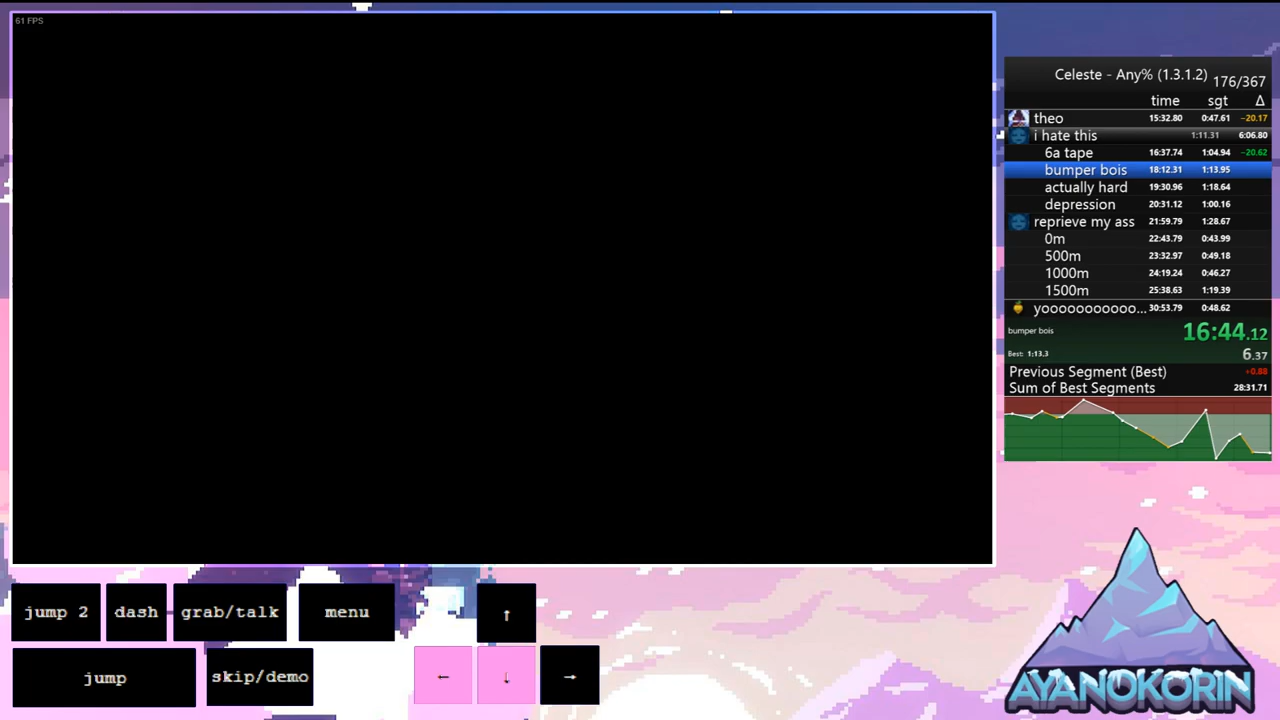 61 FPS
Celeste - Any% (1.3.1.2) 176/367
time sgt Δ
theo 15:32.80 0:47.61 −20.17
i hate this 1:11.31 6:06.80
6a tape 16:37.74 1:04.94 −20.62
bumper bois 18:12.31 1:13.95
actually hard 19:30.96 1:18.64
depression 20:31.12 1:00.16
reprieve my ass 21:59.79 1:28.67
0m 22:43.79 0:43.99
500m 23:32.97 0:49.18
1000m 24:19.24 0:46.27
1500m 25:38.63 1:19.39
yooooooooooo... 30:53.79 0:48.62
bumper bois 16:44.12
Best: 1:13.3 6.37
Previous Segment (Best) +0.88
Sum of Best Segments 28:31.71
jump 2 dash grab/talk menu ↑
jump skip/demo ← ↓ →
AYANOKORIN